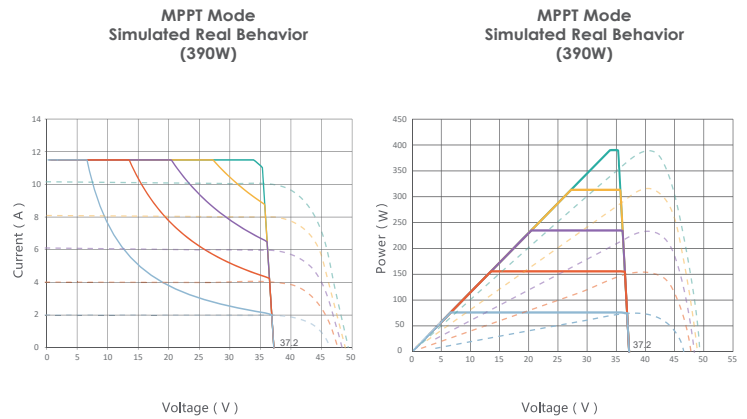 MPPT Mode
Simulated Real Behavior
(390W)
14
12
10
8
6
4
2
0
Current ( A )
0 5 10 15 20 25 30 35 40 45 50
37.2
Voltage ( V )
MPPT Mode
Simulated Real Behavior
(390W)
450
400
350
300
250
200
150
100
50
0
Power ( W )
0 5 10 15 20 25 30 35 40 45 50 55
37.2
Voltage ( V )